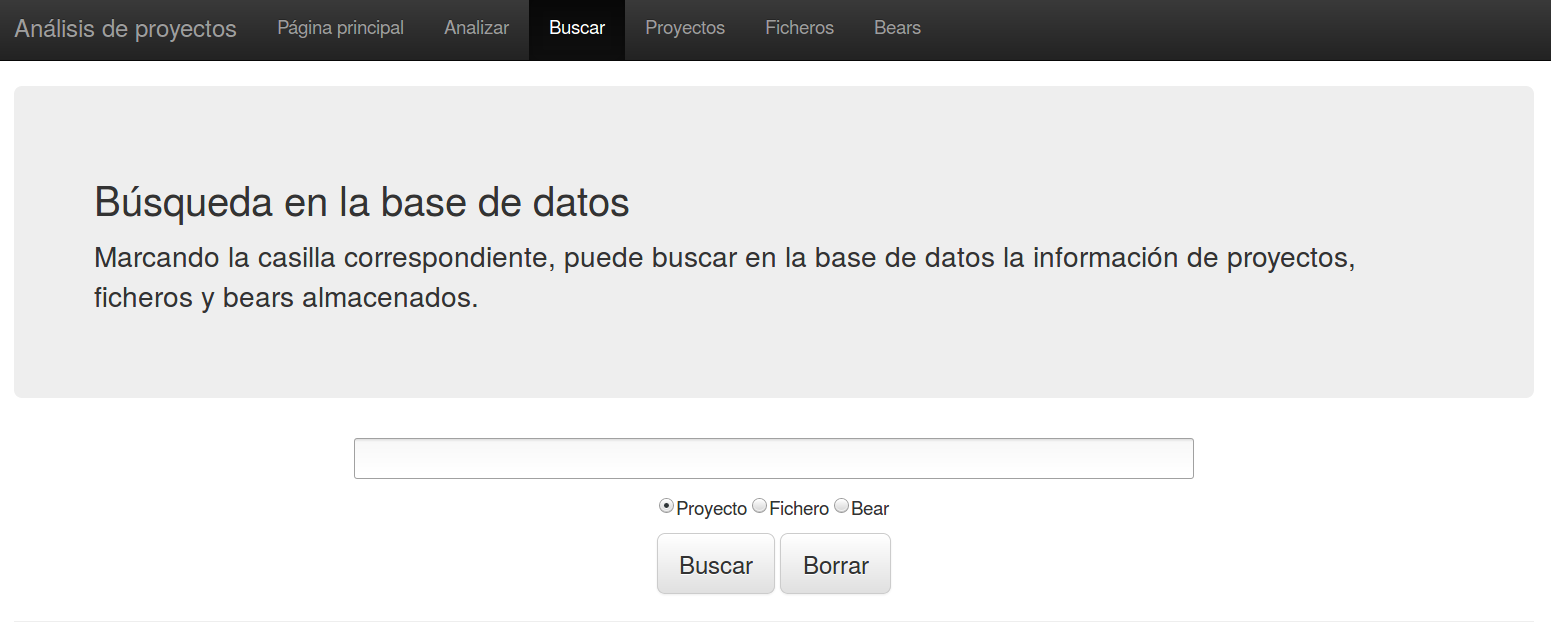 Análisis de proyectos Página principal Analizar Buscar Proyectos Ficheros Bears
Búsqueda en la base de datos
Marcando la casilla correspondiente, puede buscar en la base de datos la información de proyectos,
ficheros y bears almacenados.
Proyecto Fichero Bear
Buscar Borrar